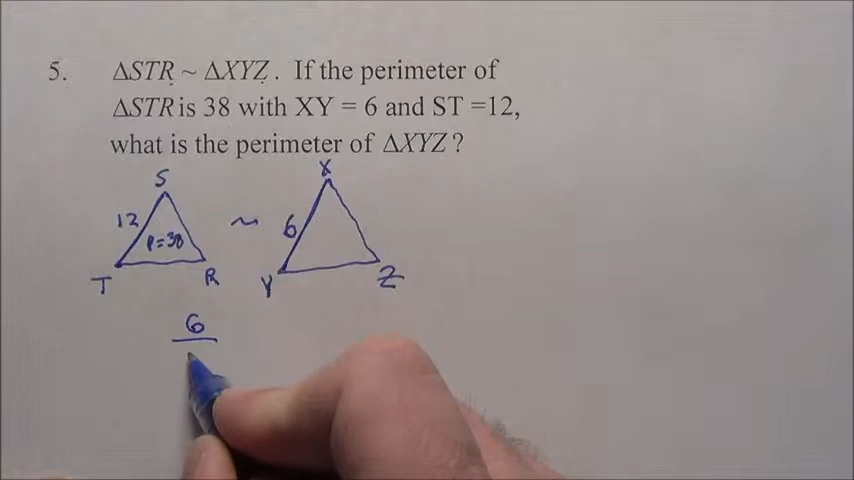 5. ΔSTR ~ ΔXYZ. If the perimeter of
ΔSTR is 38 with XY = 6 and ST =12,
what is the perimeter of ΔXYZ?
S X
12 P=38 ~ 6
T R Y Z
6